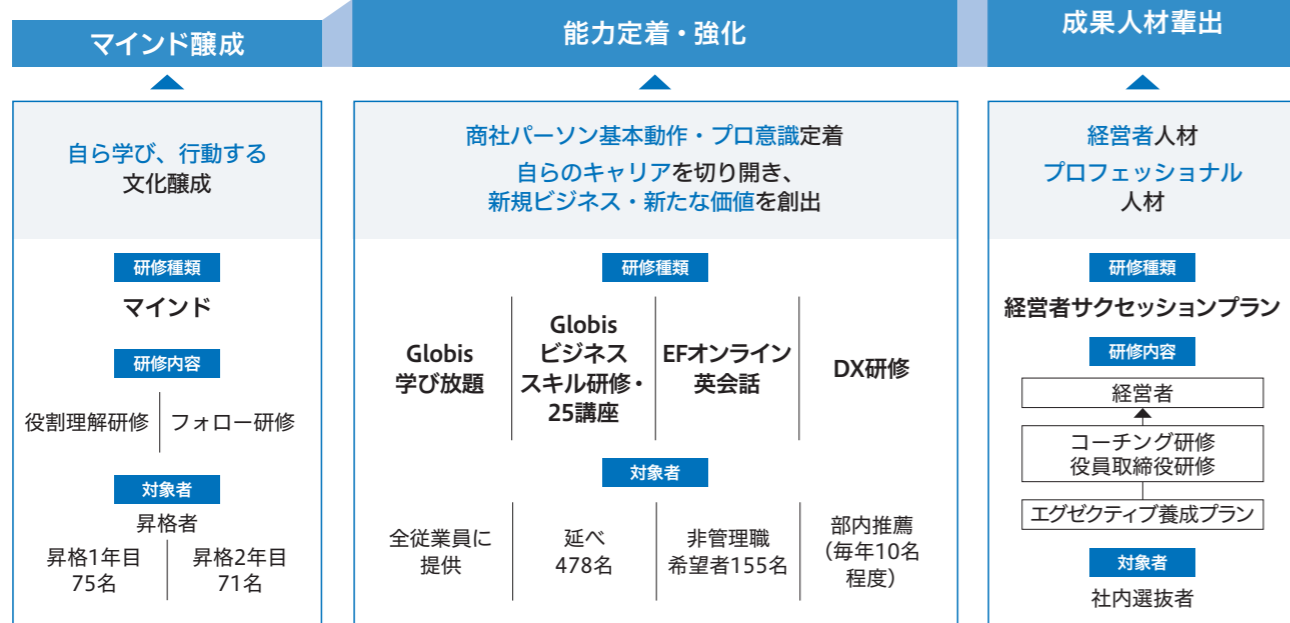 マインド醸成
自ら学び、行動する
文化醸成
研修種類
マインド
研修内容
役割理解研修
フォロー研修
対象者
昇格者
昇格1年目
75名
昇格2年目
71名
能力定着・強化
商社パーソン基本動作・プロ意識定着
自らのキャリアを切り開き、
新規ビジネス・新たな価値を創出
研修種類
Globis
学び放題
Globis
ビジネス
スキル研修・
25講座
EFオンライン
英会話
DX研修
対象者
全従業員に
提供
延べ
478名
非管理職
希望者155名
部内推薦
（毎年10名
程度）
成果人材輩出
経営者人材
プロフェッショナル
人材
研修種類
経営者サクセッションプラン
研修内容
経営者
コーチング研修
役員取締役研修
エグゼクティブ養成プラン
対象者
社内選抜者